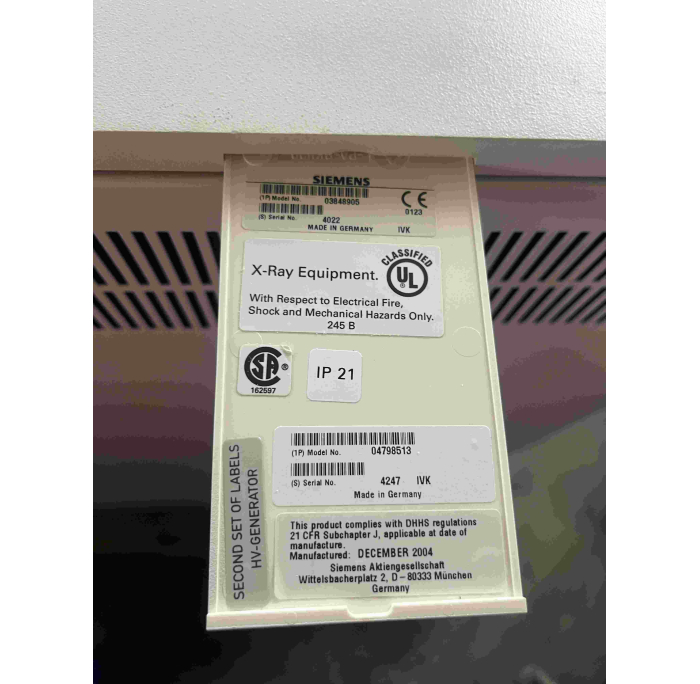 SIEMENS
(1P) Model No. 03848905
(S) Serial No. 4022
MADE IN GERMANY IVK
CE
0123
X-Ray Equipment.
CLASSIFIED
UL
With Respect to Electrical Fire,
Shock and Mechanical Hazards Only.
245 B
SA ®
162597
IP 21
(1P) Model No. 04798513
(S) Serial No. 4247 IVK
Made in Germany
SECOND SET OF LABELS
HV-GENERATOR
This product complies with DHHS regulations
21 CFR Subchapter J, applicable at date of
manufacture.
Manufactured: DECEMBER 2004
Siemens Aktiengesellschaft
Wittelsbacherplatz 2, D – 80333 München
Germany